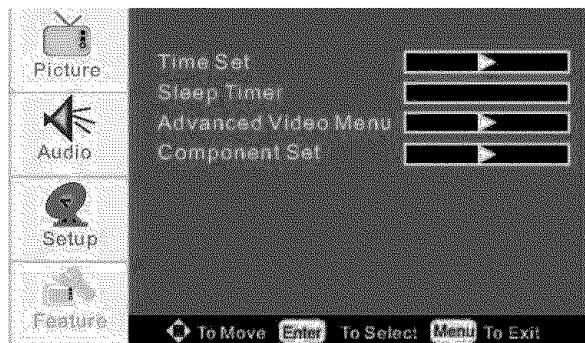 Picture
Audio
Setup
Feature
Time Set
Sleep Timer
Advanced Video Menu
Component Set
To Move Enter To Select Menu To Exit